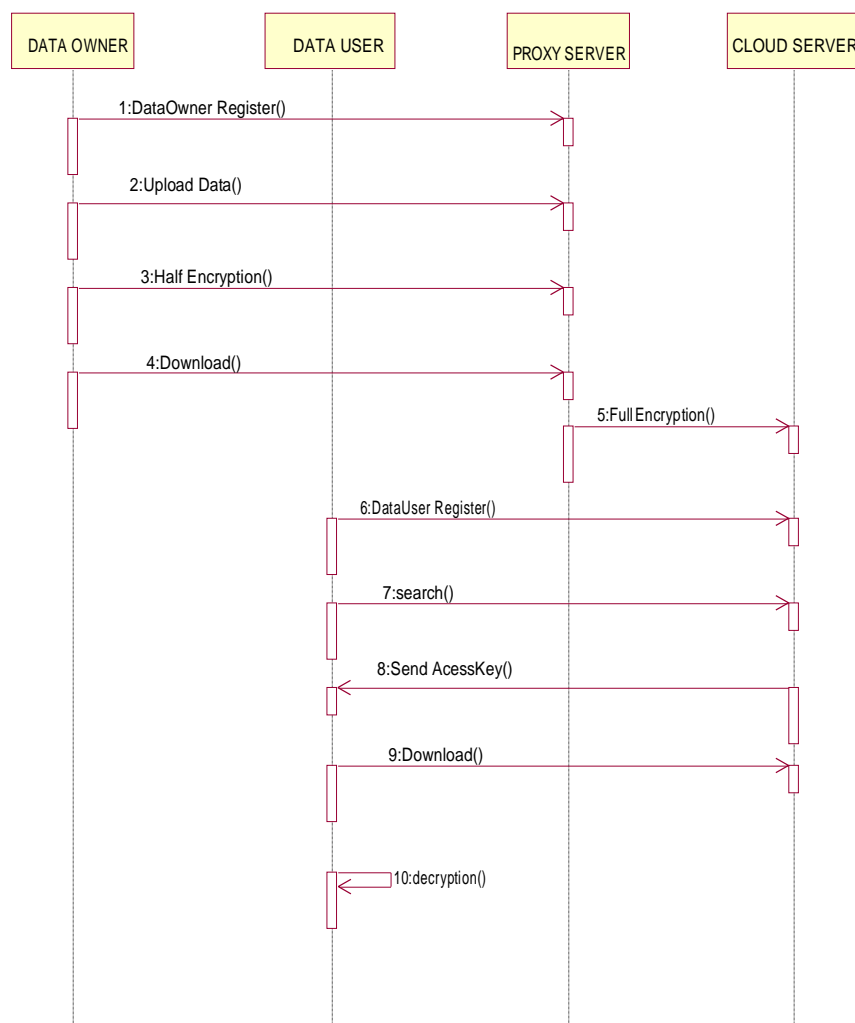 DATA OWNER
DATA USER
PROXY SERVER
CLOUD SERVER
1:DataOwner Register()
2:Upload Data()
3:Half Encryption()
4:Download()
5:Full Encryption()
6:DataUser Register()
7:search()
8:Send AcessKey()
9:Download()
10:decryption()